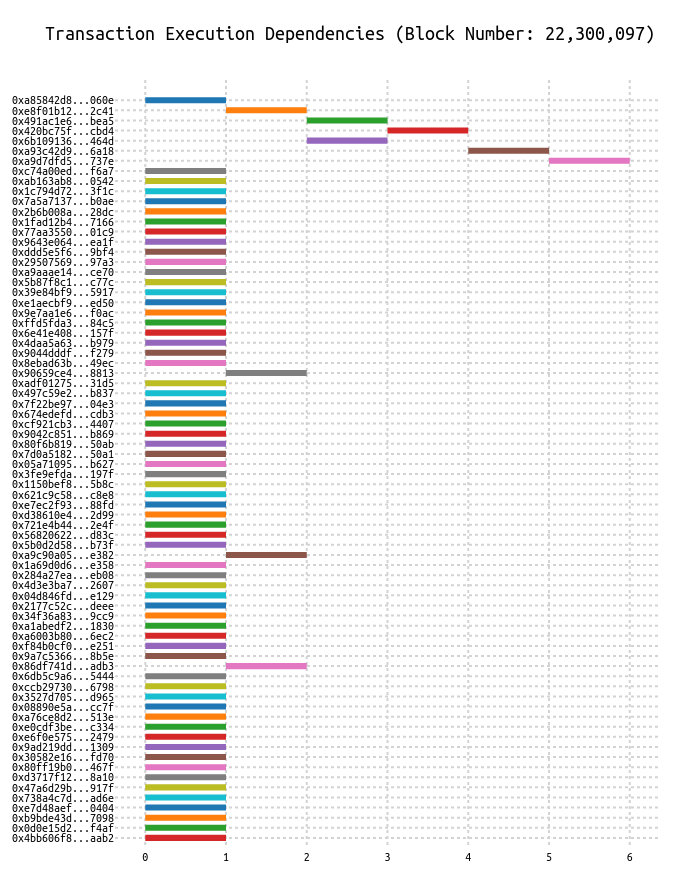 Transaction Execution Dependencies (Block Number: 22,300,097)
0xa85842d8...060e
0xe8f01b12...2c41
0x491ac1e6...bea5
0x420bc75f...cbd4
0x6b109136...464d
0xa93c42d9...6a18
0xa9d7dfd5...737e
0xc74a00ed...f6a7
0xab163ab8...0542
0x1c794d72...3f1c
0x7a5a7137...b0ae
0x2b6b008a...28dc
0x1fad12b4...7166
0x77aa3550...01c9
0x9643e064...ea1f
0xddd5e5f6...9bf4
0x29507569...97a3
0xa9aaae14...ce70
0x5b87f8c1...c77c
0x39e84bf9...5917
0xe1aecbf9...ed50
0x9e7aa1e6...f0ac
0xffd5fda3...84c5
0x6e41e408...157f
0x4daa5a63...b979
0x9044dddf...f279
0x8ebad63b...49ec
0x90659ce4...8813
0xadf01275...31d5
0x497c59e2...b837
0x7f22be97...04e3
0x674edefd...cdb3
0xcf921cb3...4407
0x9042c851...b869
0x80f6b819...50ab
0x7d0a5182...50a1
0x05a71095...b627
0x3fe9efda...197f
0x1150bef8...5b8c
0x621c9c58...c8e8
0xe7ec2f93...88fd
0xd38610e4...2d99
0x721e4b44...2e4f
0x56820622...d83c
0x5b0d2d58...b73f
0xa9c90a05...e382
0x1a69d0d6...e358
0x284a27ea...eb08
0x4d3e3ba7...2607
0x04d846fd...e129
0x2177c52c...deee
0x34f36a83...9cc9
0xa1abedf2...1830
0xa6003b80...6ec2
0xf84b0cf0...e251
0x9a7c5366...8b5e
0x86df741d...adb3
0x6db5c9a6...5444
0xccb29730...6798
0x3527d705...d965
0x08890e5a...cc7f
0xa76ce8d2...513e
0xe0cdf3be...c334
0xe6f0e575...2479
0x9ad219dd...1309
0x30582e16...fd70
0x80ff19b0...467f
0xd3717f12...8a10
0x47a6d29b...917f
0x738a4c7d...ad6e
0xe7d48aef...0404
0xb9bde43d...7098
0x0d0e15d2...f4af
0x4bb606f8...aab2
0 1 2 3 4 5 6